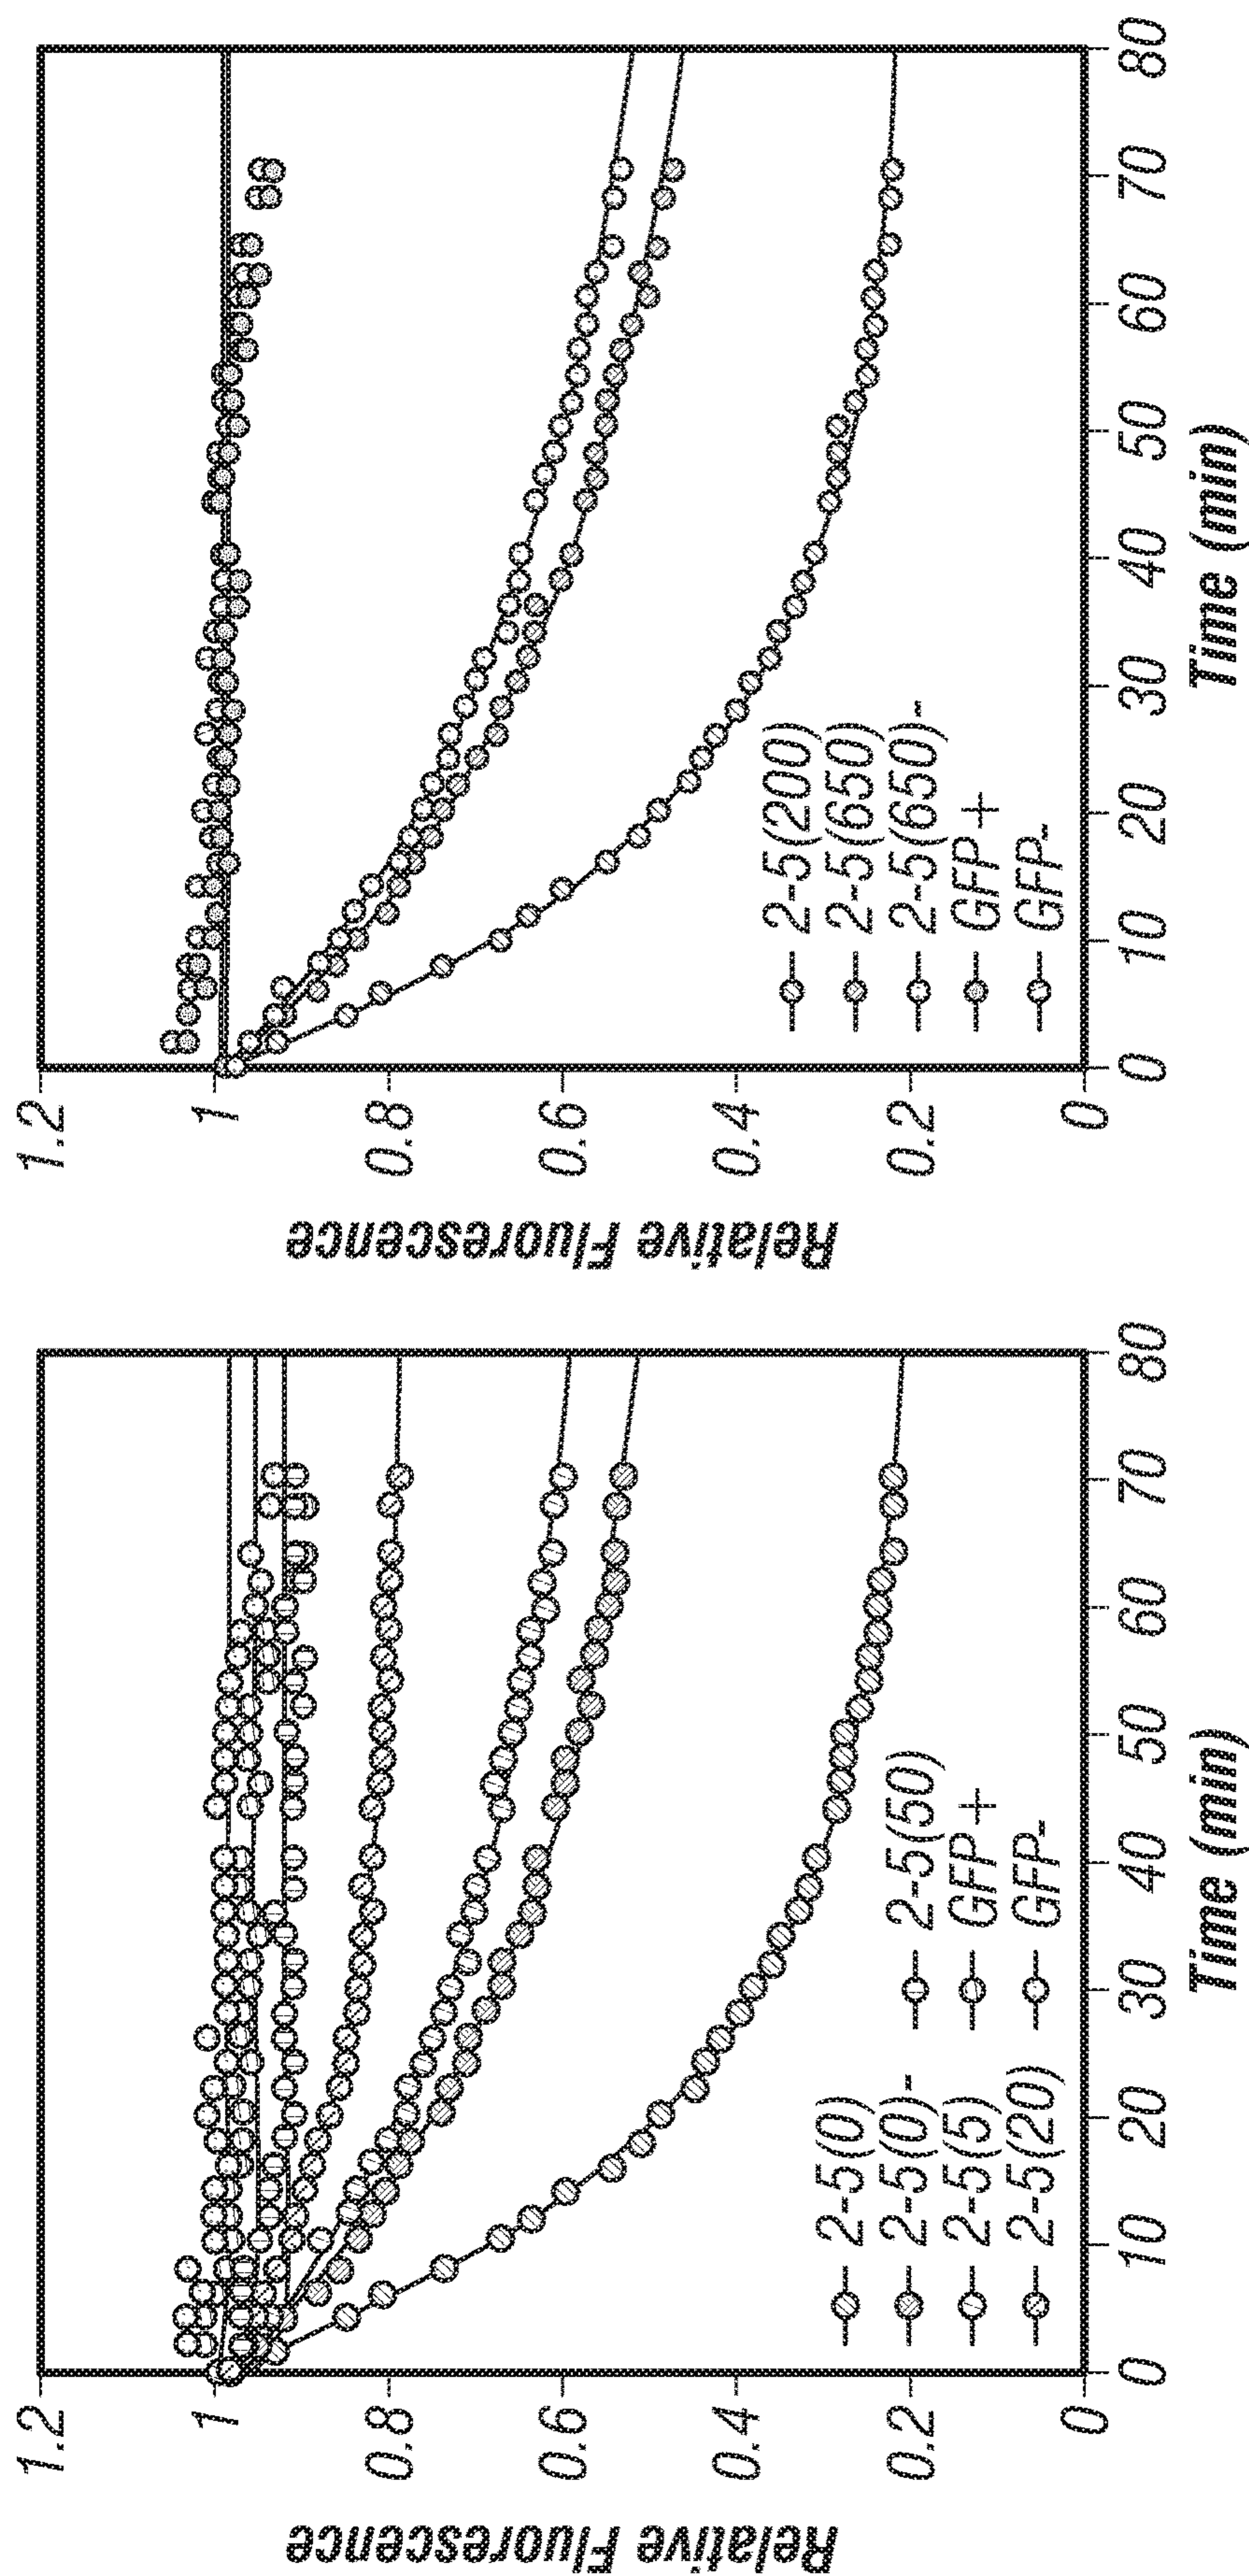 Relative Fluorescence
1.2
1
0.8
0.6
0.4
0.2
0
2-5(0)
2-5(0)-
2-5(5)
2-5(20)
2-5(50)
GFP+
GFP-
0 10 20 30 40 50 60 70 80
Time (min)
Relative Fluorescence
1.2
1
0.8
0.6
0.4
0.2
0
2-5(200)
2-5(650)
2-5(650)-
GFP+
GFP-
0 10 20 30 40 50 60 70 80
Time (min)